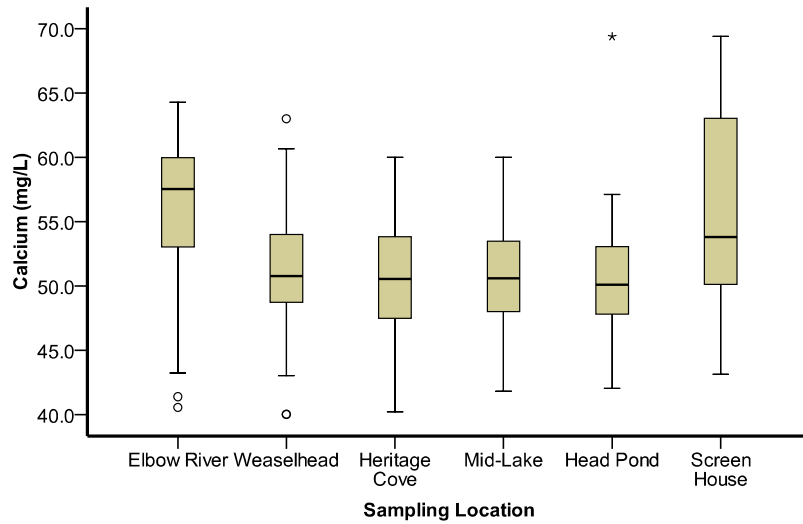 70.0
65.0
60.0
55.0
50.0
45.0
40.0
Calcium (mg/L)
Elbow River Weaselhead Heritage Cove Mid-Lake Head Pond Screen House
Sampling Location